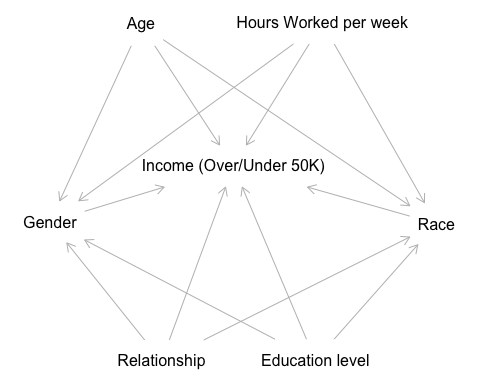 Age
Hours Worked per week
Income (Over/Under 50K)
Gender
Race
Relationship
Education level